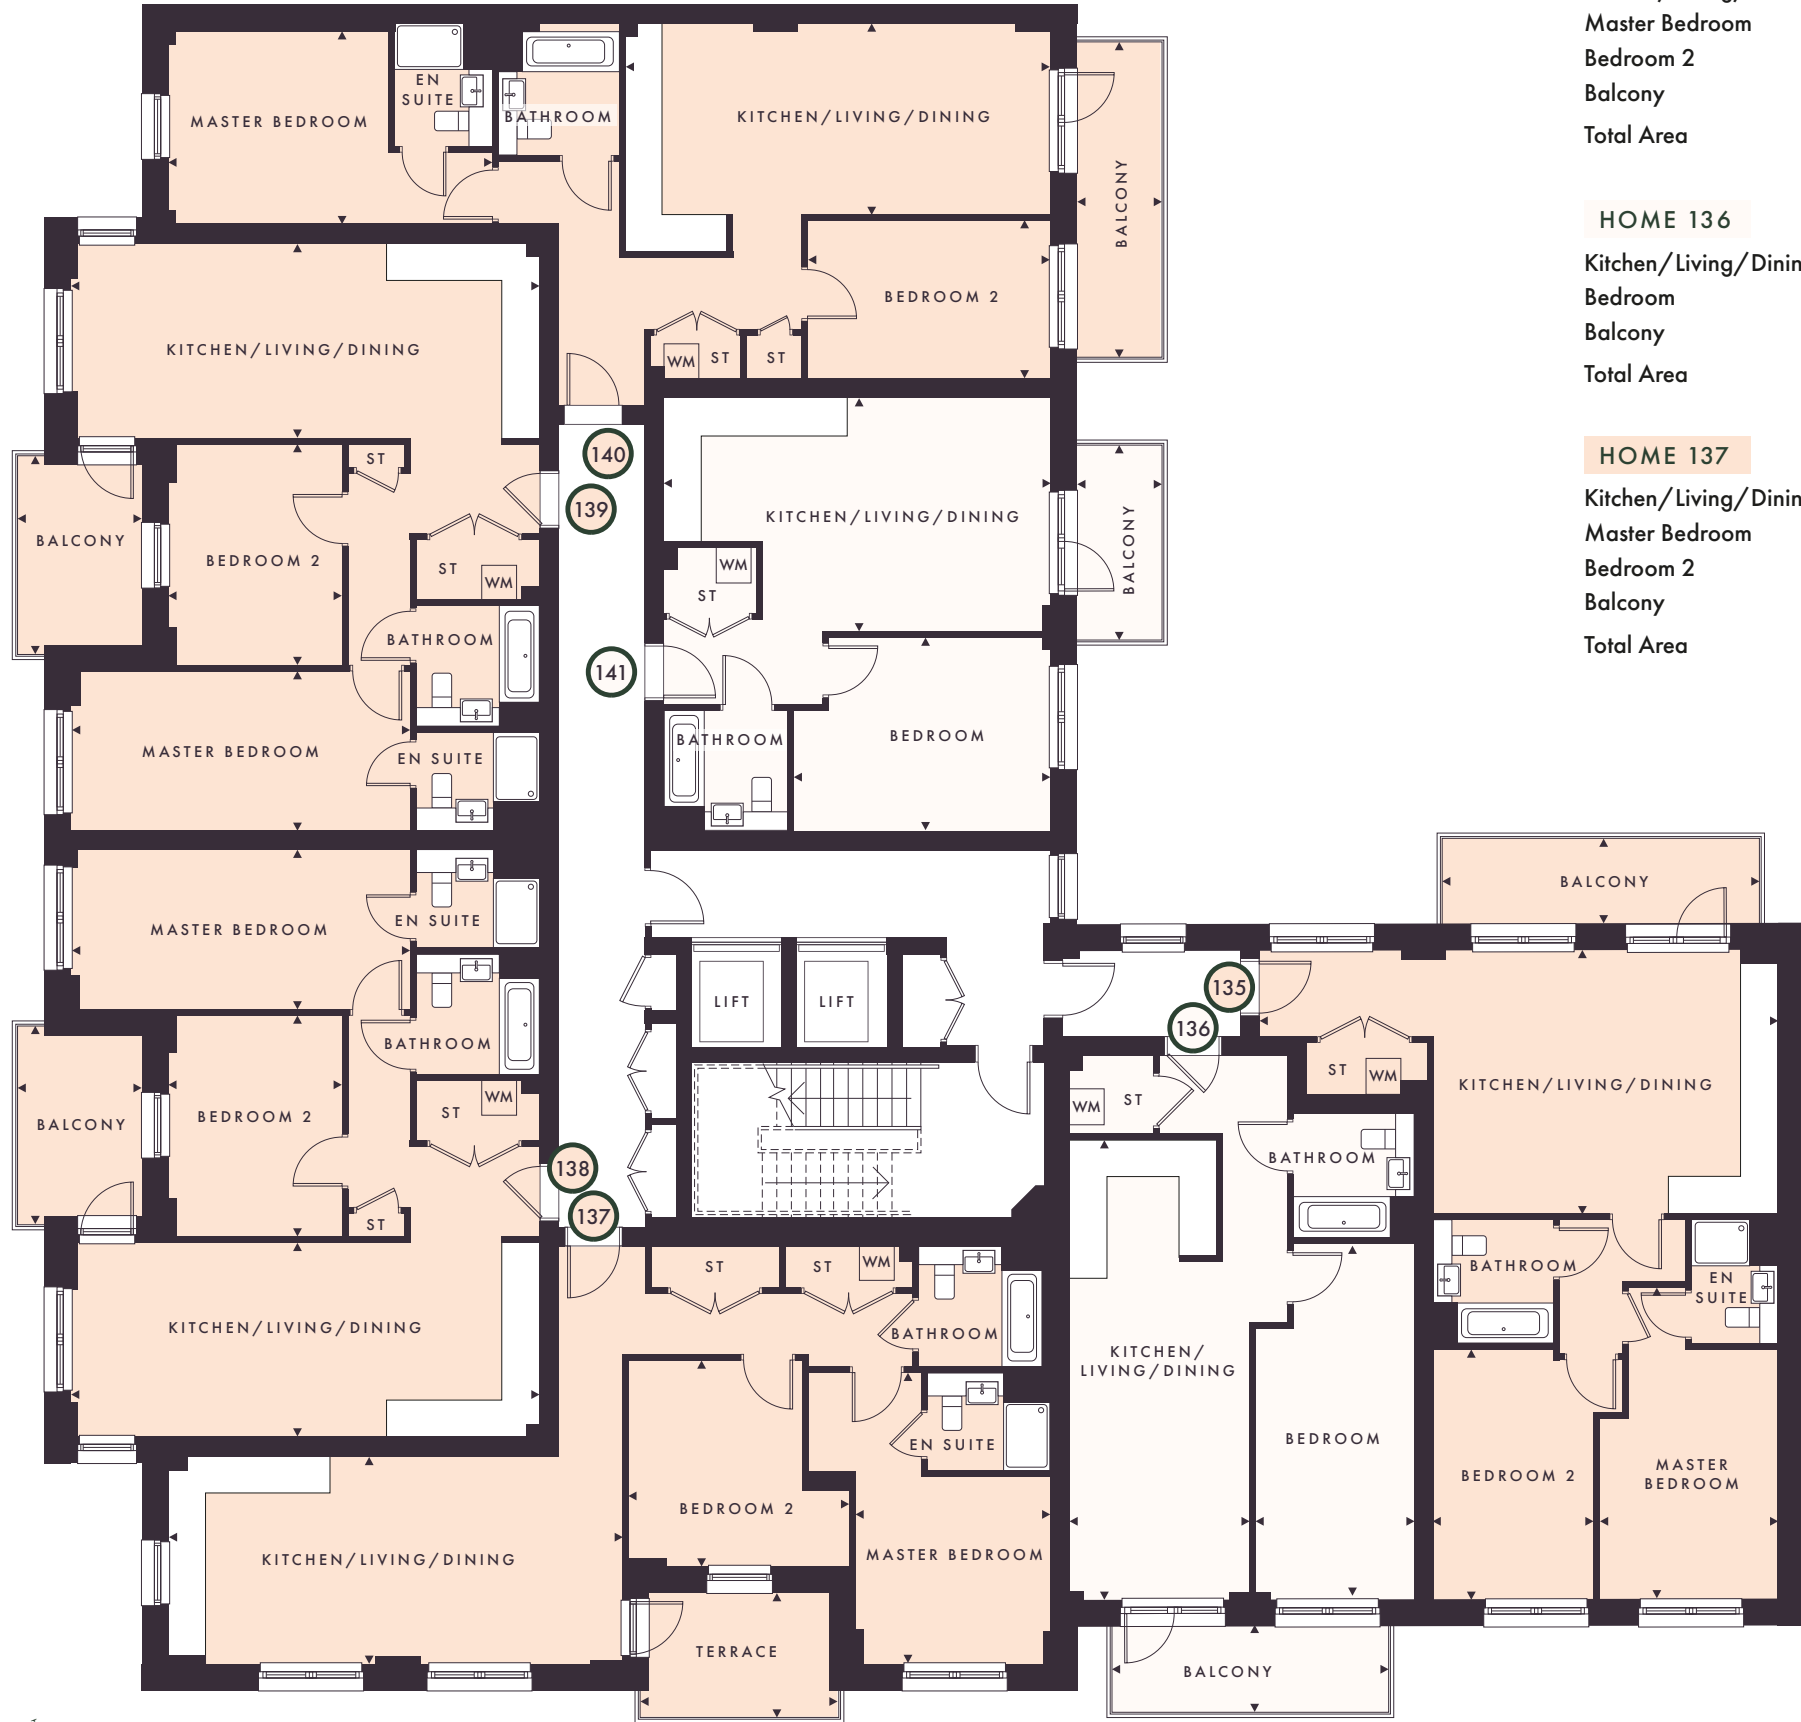 Master Bedroom
Bedroom 2
Balcony
Total Area
HOME 136
Kitchen/Living/Dinin
Bedroom
Balcony
Total Area
HOME 137
Kitchen/Living/Dinin
Master Bedroom
Bedroom 2
Balcony
Total Area
MASTER BEDROOM
EN
SUITE
BATHROOM
KITCHEN/LIVING/DINING
BALCONY
BEDROOM 2
WM
ST
ST
KITCHEN/LIVING/DINING
ST
BALCONY
BEDROOM 2
ST
WM
BATHROOM
MASTER BEDROOM
EN SUITE
140
139
141
KITCHEN/LIVING/DINING
BALCONY
WM
ST
BATHROOM
BEDROOM
MASTER BEDROOM
EN SUITE
BATHROOM
BALCONY
BEDROOM 2
ST
WM
ST
KITCHEN/LIVING/DINING
138
137
LIFT
LIFT
135
136
BALCONY
KITCHEN/LIVING/DINING
ST
WM
WM
ST
BATHROOM
BATHROOM
EN
SUITE
KITCHEN/
LIVING/DINING
BEDROOM
BEDROOM 2
MASTER
BEDROOM
BALCONY
ST
ST
WM
BATHROOM
EN SUITE
BEDROOM 2
MASTER BEDROOM
KITCHEN/LIVING/DINING
TERRACE